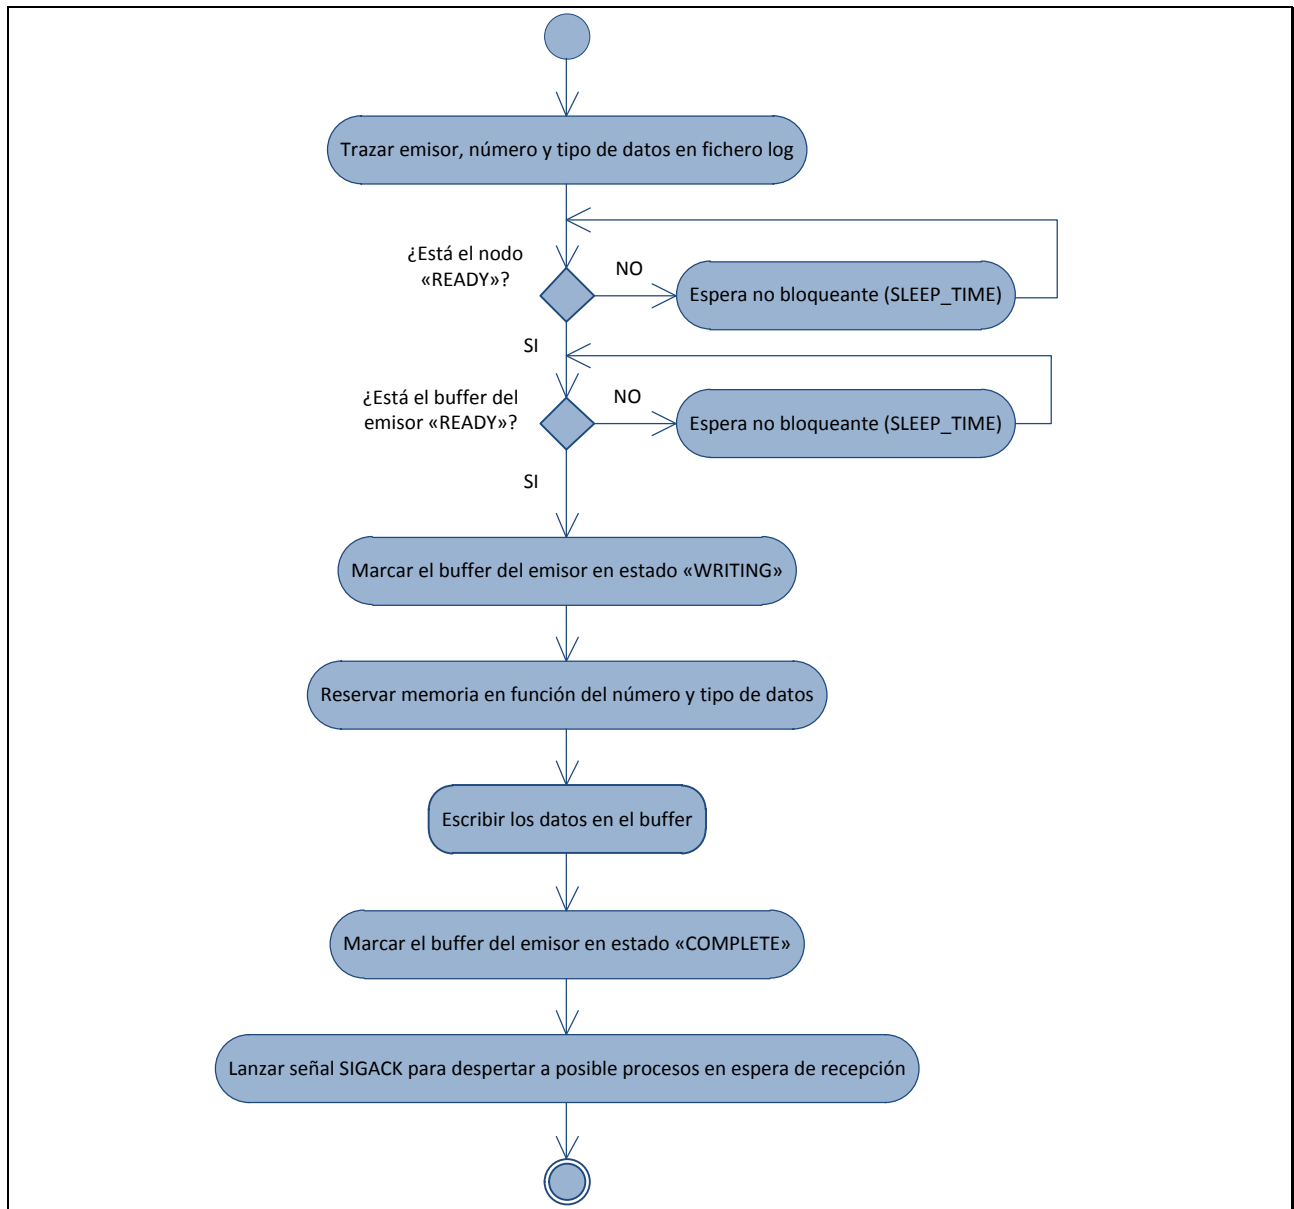 Trazar emisor, número y tipo de datos en fichero log
¿Está el nodo
«READY»?
NO
Espera no bloqueante (SLEEP_TIME)
SI
¿Está el buffer del
emisor «READY»?
NO
Espera no bloqueante (SLEEP_TIME)
SI
Marcar el buffer del emisor en estado «WRITING»
Reservar memoria en función del número y tipo de datos
Escribir los datos en el buffer
Marcar el buffer del emisor en estado «COMPLETE»
Lanzar señal SIGACK para despertar a posible procesos en espera de recepción